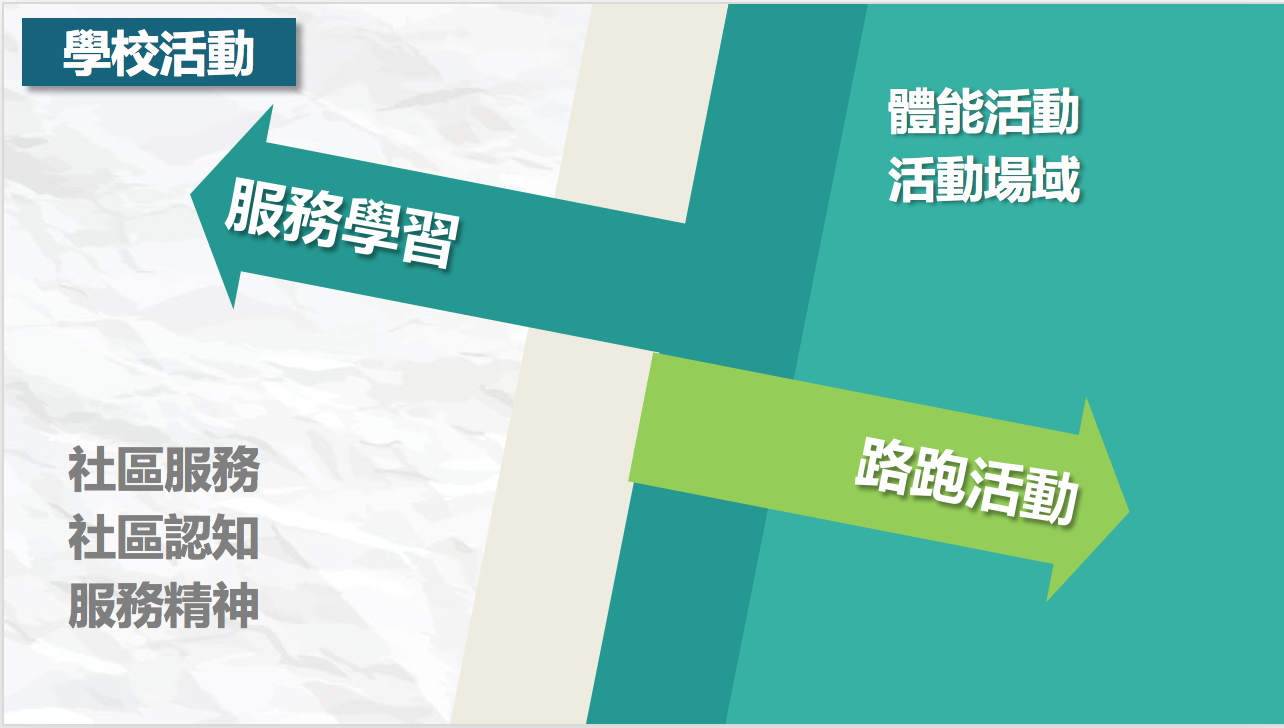 學校活動
服務學習
社區服務
社區認知
服務精神
體能活動
活動場域
路跑活動